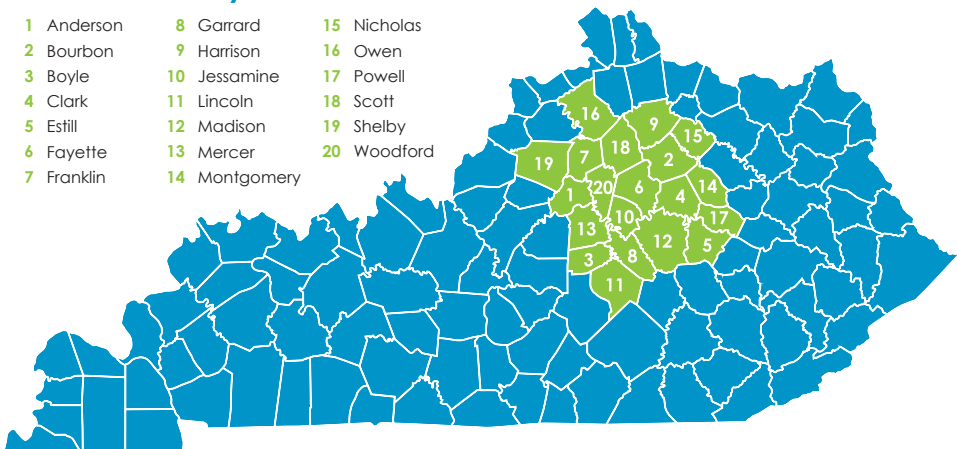 1 Anderson
2 Bourbon
3 Boyle
4 Clark
5 Estill
6 Fayette
7 Franklin
8 Garrard
9 Harrison
10 Jessamine
11 Lincoln
12 Madison
13 Mercer
14 Montgomery
15 Nicholas
16 Owen
17 Powell
18 Scott
19 Shelby
20 Woodford
16
9
15
18
7
2
19
6
20
14
1
4
10
17
13
12
5
8
3
11